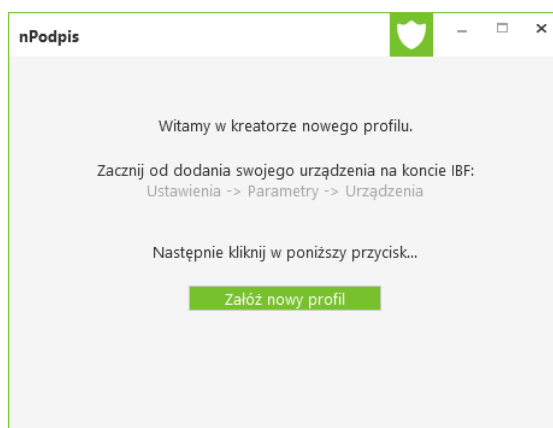 nPodpis
Witamy w kreatorze nowego profilu.
Zacznij od dodania swojego urządzenia na koncie IBF:
Ustawienia -> Parametry -> Urządzenia
Następnie kliknij w poniższy przycisk...
Załóż nowy profil